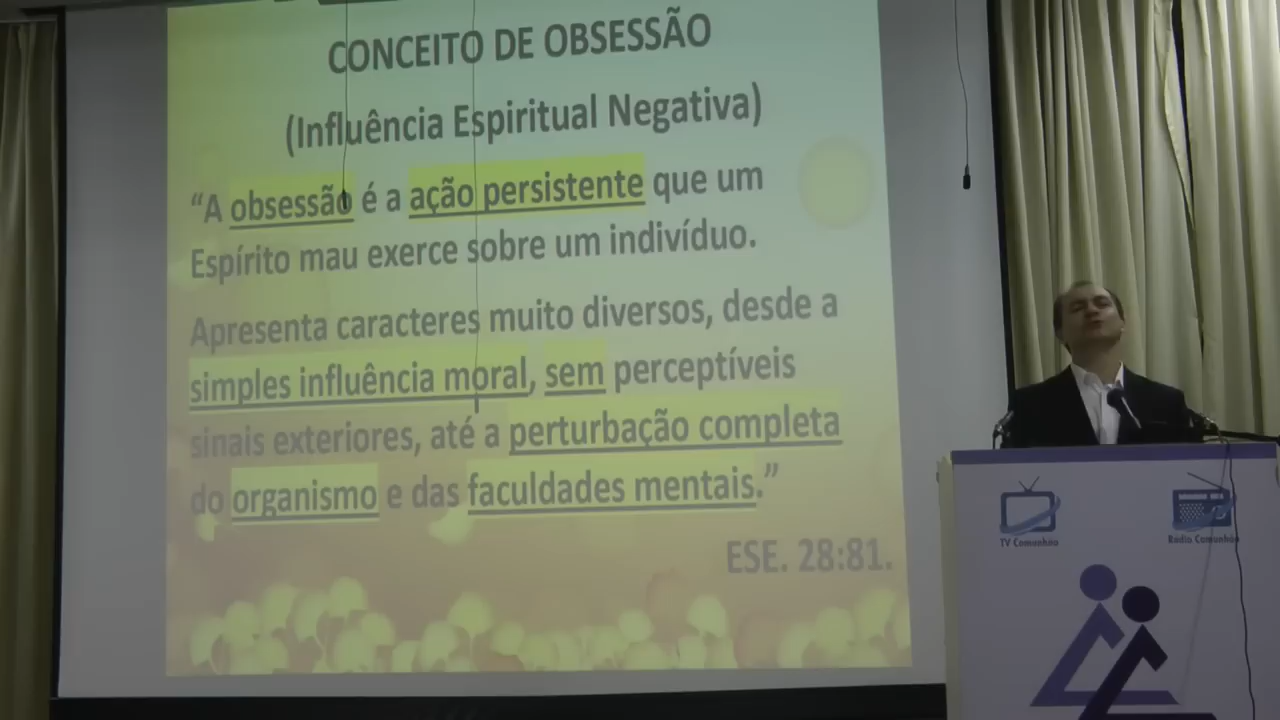 CONCEITO DE OBSESSÃO
(Influência Espiritual Negativa)
“A obsessão é a ação persistente que um
Espírito mau exerce sobre um indivíduo.
Apresenta caracteres muito diversos, desde a
simples influência moral, sem perceptíveis
sinais exteriores, até a perturbação completa
do organismo e das faculdades mentais.”
ESE. 28:81.
TV Comunhão
Rádio Comunhão